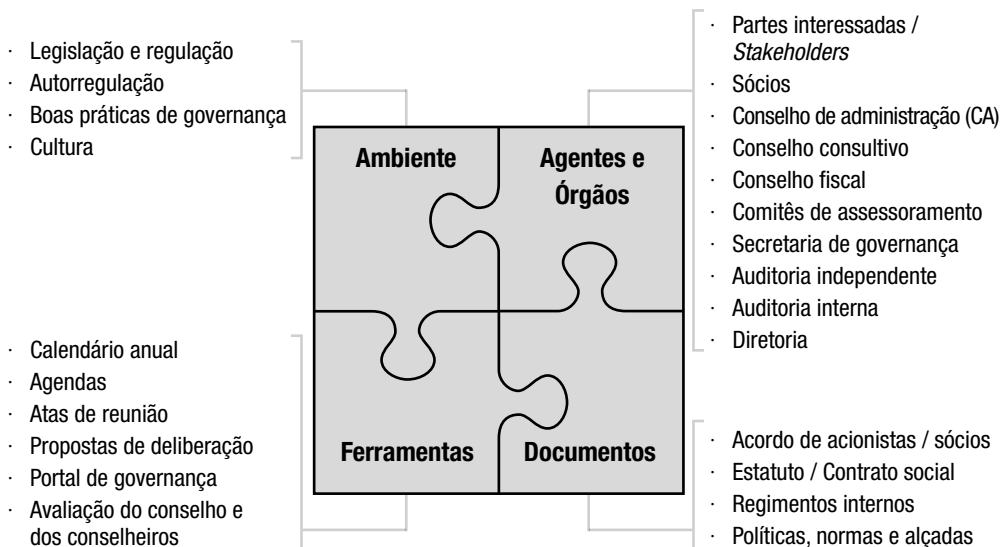 · Legislação e regulação
· Autorregulação
· Boas práticas de governança
· Cultura
· Partes interessadas /
Stakeholders
· Sócios
· Conselho de administração (CA)
· Conselho consultivo
· Conselho fiscal
· Comitês de assessoramento
· Secretaria de governança
· Auditoria independente
· Auditoria interna
· Diretoria
Ambiente
Agentes e
Órgãos
Ferramentas
Documentos
· Calendário anual
· Agendas
· Atas de reunião
· Propostas de deliberação
· Portal de governança
· Avaliação do conselho e
dos conselheiros
· Acordo de acionistas / sócios
· Estatuto / Contrato social
· Regimentos internos
· Políticas, normas e alçadas